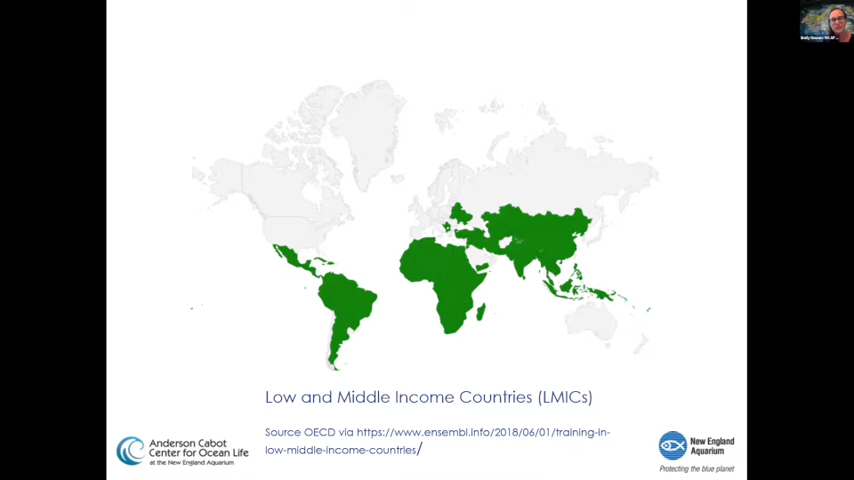 Low and Middle Income Countries (LMICs)
Source OECD via https://www.ensembl.info/2018/06/01/training-in-
low-middle-income-countries/
Anderson Cabot
Center for Ocean Life
at the New England Aquarium
New England
Aquarium
Protecting the blue planet